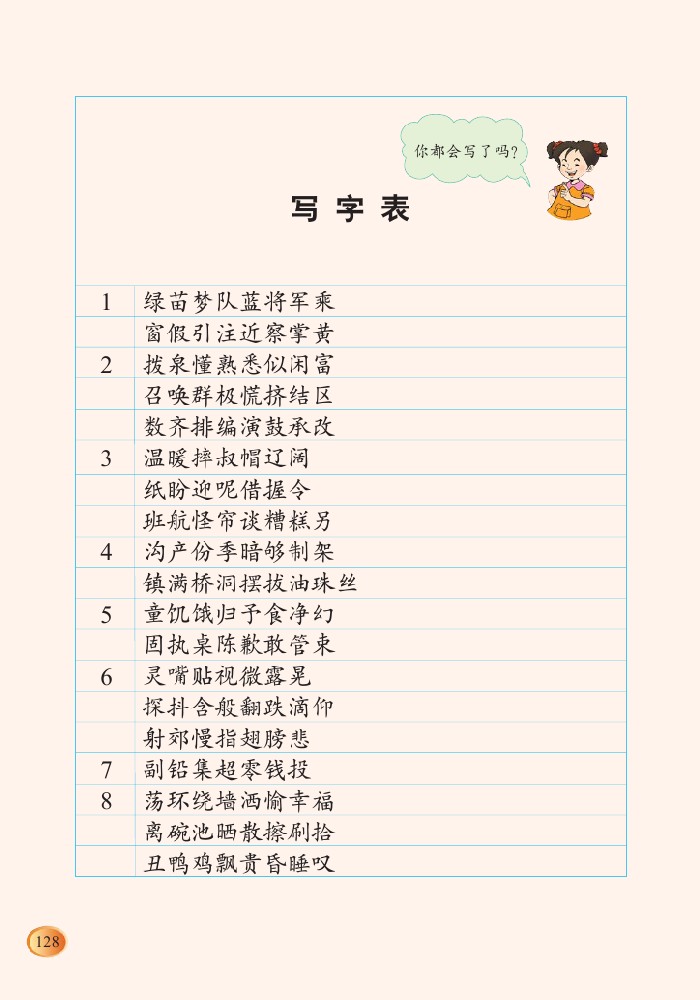 你都会写了吗？
写字表
1 绿苗梦队蓝将军乘
窗假引注近察掌黄
2 拨泉懂熟悉似闲富
召唤群极慌挤结区
数齐排编演鼓承改
3 温暖摔叔帽辽阔
纸盼迎呢借握令
班航怪帘谈糟糕另
4 沟产份季暗够制架
镇满桥洞摆拔油珠丝
5 童饥饿归予食净幻
固执桌陈歉敢管束
6 灵嘴贴视微露晃
探抖含般翻跌滴仰
射郊慢指翅膀悲
7 副铅集超零钱投
8 荡环绕墙洒愉幸福
离碗池晒散擦刷拾
丑鸭鸡飘贵昏睡叹
128